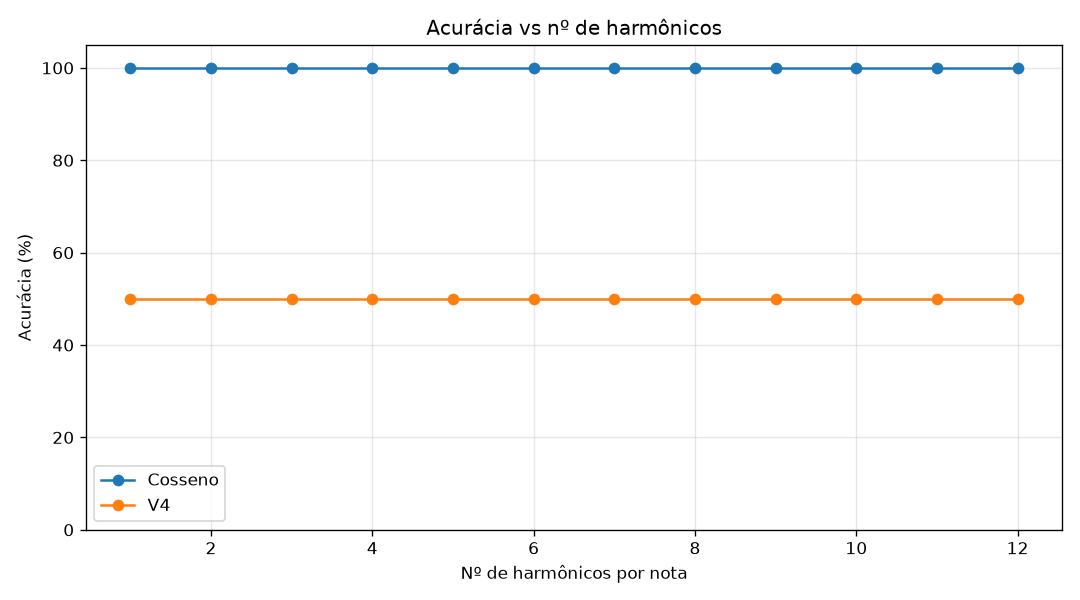 Acurácia vs nº de harmônicos
Acurácia (%)
100
80
60
40
20
0
Cosseno
V4
2
4
6
8
10
12
Nº de harmônicos por nota